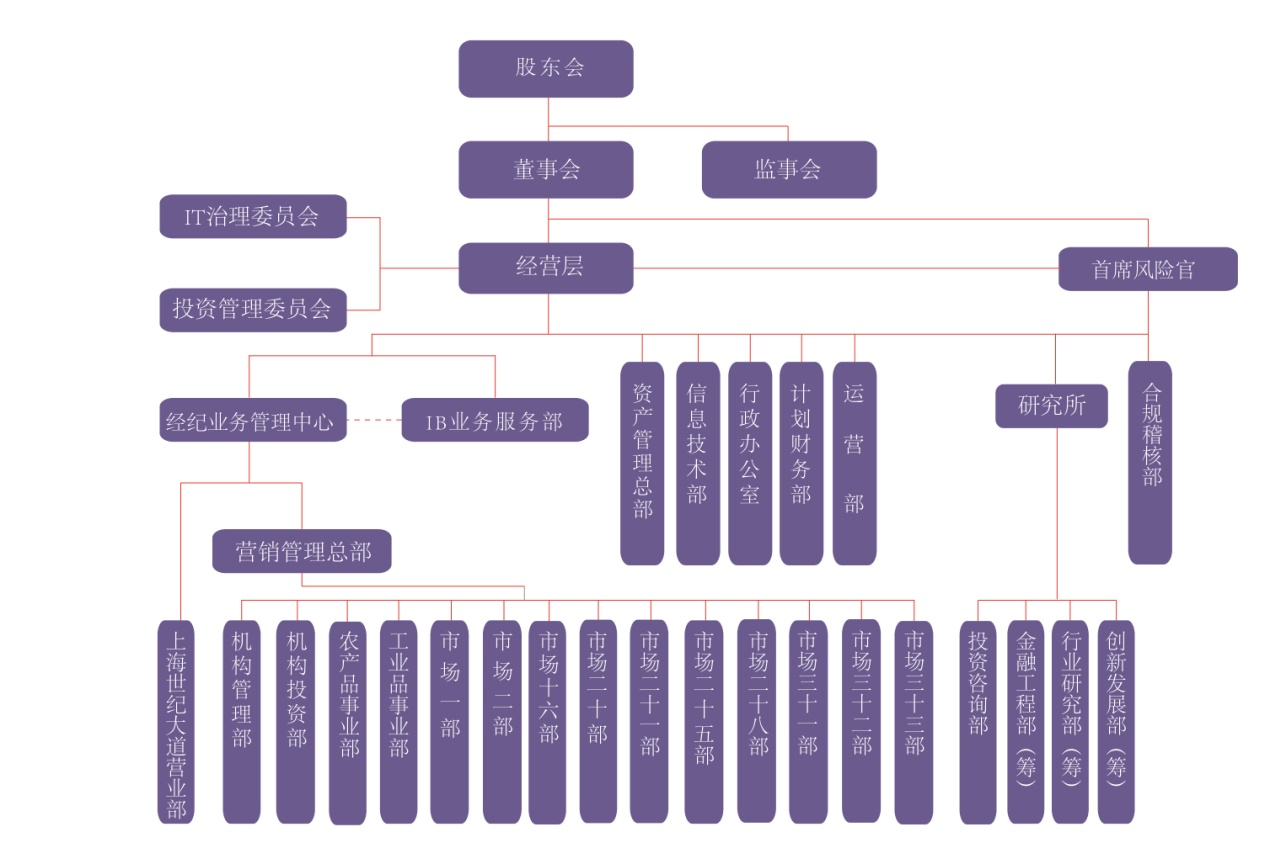 股东会
董事会
监事会
IT治理委员会
经营层
首席风险官
投资管理委员会
经纪业务管理中心
IB业务服务部
资产管理总部
信息技术部
行政办公室
计划财务部
运营部
研究所
合规稽核部
营销管理总部
上海世纪大道营业部
机构管理部
机构投资部
农产品事业部
工业品事业部
市场一部
市场二部
市场十六部
市场二十部
市场二十一部
市场二十五部
市场二十八部
市场三十一部
市场三十二部
市场三十三部
投资咨询部
金融工程部（筹）
行业研究部（筹）
创新发展部（筹）